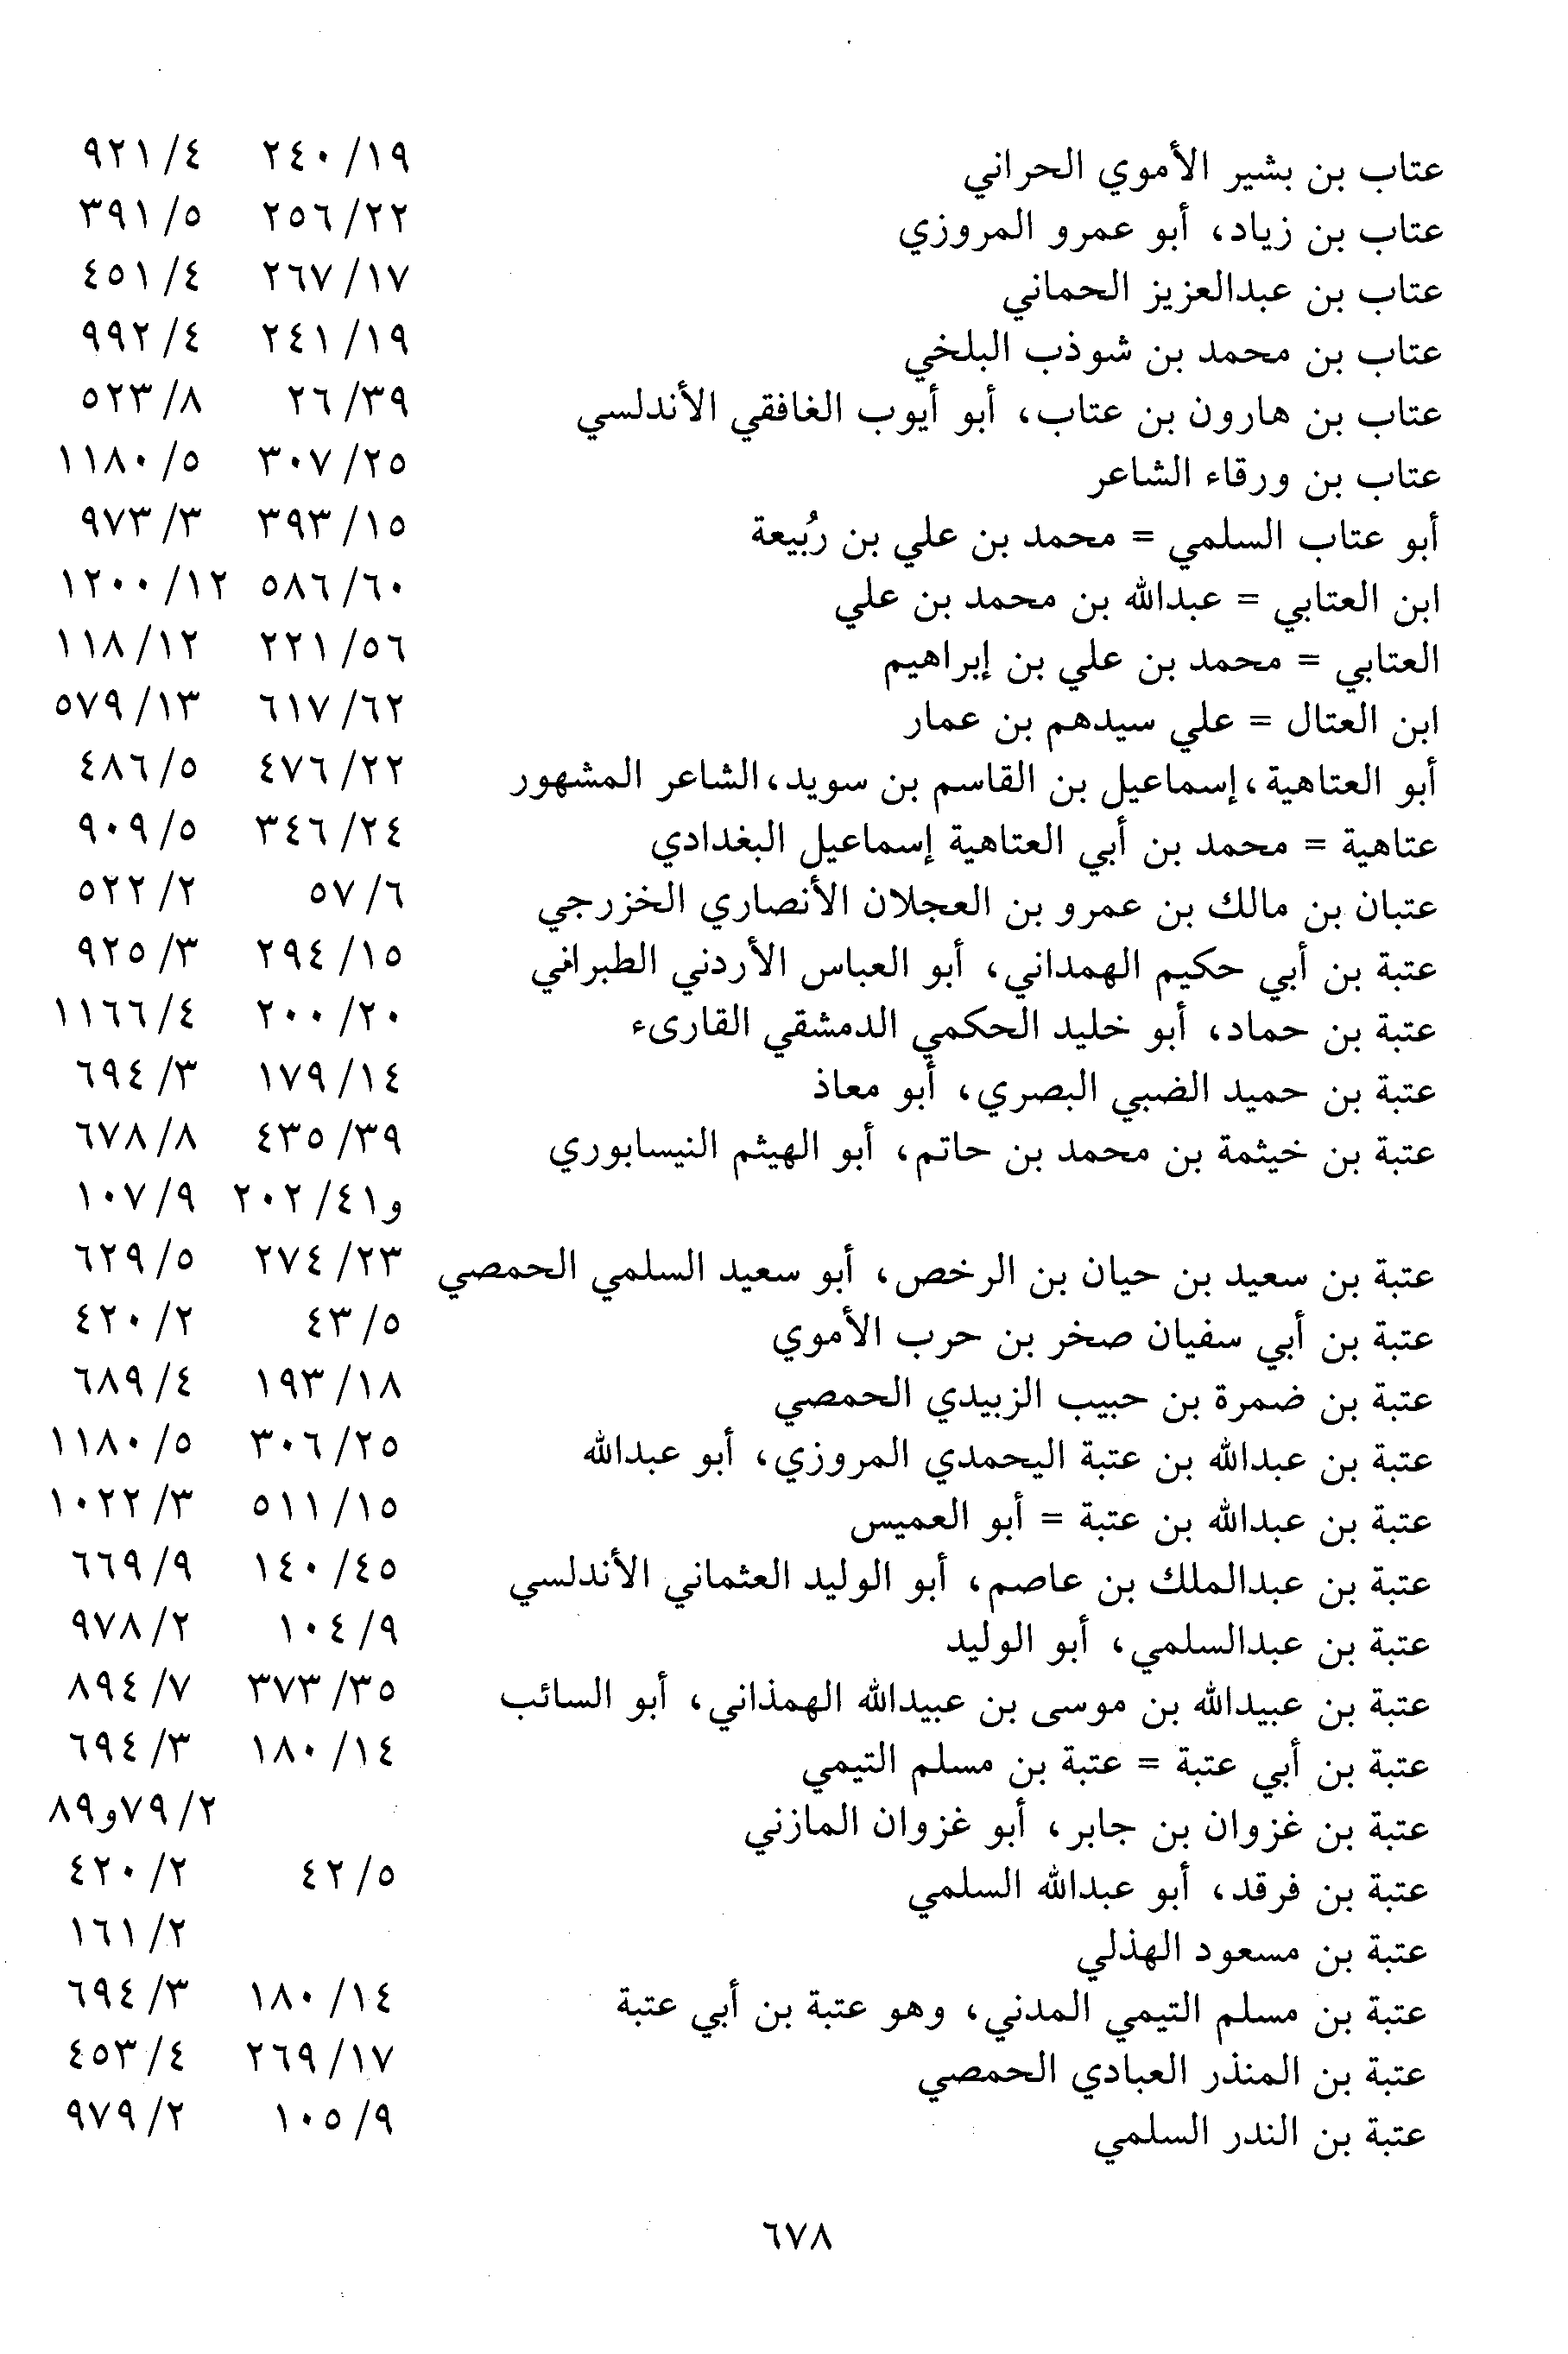 عتاب بن بشير الأموي الحراني ١٩/ ٢٤٠ ٤/ ٩٢١
عتاب بن زياد، أبو عمرو المروزي ٢٢/ ٢٥٦ ٥/ ٣٩١
عتاب بن عبدالعزيز الحماني ١٧/ ٢٦٧ ٤/ ٤٥١
عتاب بن محمد بن شوذب البلخي ١٩/ ٢٤١ ٤/ ٩٩٢
عتاب بن هارون بن عتاب، أبو أيوب الغافقي الأندلسي ٣٩/ ٢٦ ٨/ ٥٢٣
عتاب بن ورقاء الشاعر ٢٥/ ٣٠٧ ٥/ ١١٨٠
أبو عتاب السلمي = محمد بن علي بن رُبيعة ١٥/ ٣٩٣ ٣/ ٩٧٣
ابن العتابي = عبدالله بن محمد بن علي ٦٠/ ٥٨٦ ١٢/ ١٢٠٠
العتابي = محمد بن علي بن إبراهيم ٥٦/ ٢٢١ ١٢/ ١١٨
ابن العتال = علي سيدهم بن عمار ٦٢/ ٦١٧ ١٣/ ٥٧٩
أبو العتاهية، إسماعيل بن القاسم بن سويد، الشاعر المشهور ٢٢/ ٤٧٦ ٥/ ٤٨٦
عتاهية = محمد بن أبي العتاهية إسماعيل البغدادي ٢٤/ ٣٤٦ ٥/ ٩٠٩
عتبان بن مالك بن عمرو بن العجلان الأنصاري الخزرجي ٦/ ٥٧ ٢/ ٥٢٢
عتبة بن أبي حكيم الهمداني، أبو العباس الأردني الطبراني ١٥/ ٢٩٤ ٣/ ٩٢٥
عتبة بن حماد، أبو خليد الحكمي الدمشقي القارىء ٢٠/ ٢٠٠ ٤/ ١١٦٦
عتبة بن حميد الضبي البصري، أبو معاذ ١٤/ ١٧٩ ٣/ ٦٩٤
عتبة بن خيثمة بن محمد بن حاتم، أبو الهيثم النيسابوري ٣٩/ ٤٣٥ ٨/ ٦٧٨
و٤١/ ٢٠٢ ٩/ ١٠٧
عتبة بن سعيد بن حيان بن الرخص، أبو سعيد السلمي الحمصي ٢٣/ ٢٧٤ ٥/ ٦٢٩
عتبة بن أبي سفيان صخر بن حرب الأموي ٥/ ٤٣ ٢/ ٤٢٠
عتبة بن ضمرة بن حبيب الزبيدي الحمصي ١٨/ ١٩٣ ٤/ ٦٨٩
عتبة بن عبدالله بن عتبة اليحمدي المروزي، أبو عبدالله ٢٥/ ٣٠٦ ٥/ ١١٨٠
عتبة بن عبدالله بن عتبة = أبو العميس ١٥/ ٥١١ ٣/ ١٠٢٢
عتبة بن عبدالملك بن عاصم، أبو الوليد العثماني الأندلسي ٤٥/ ١٤٠ ٩/ ٦٦٩
عتبة بن عبدالسلمي، أبو الوليد ٩/ ١٠٤ ٢/ ٩٧٨
عتبة بن عبيدالله بن موسى بن عبيدالله الهمذاني، أبو السائب ٣٥/ ٣٧٣ ٧/ ٨٩٤
عتبة بن أبي عتبة = عتبة بن مسلم التيمي ١٤/ ١٨٠ ٣/ ٦٩٤
عتبة بن غزوان بن جابر، أبو غزوان المازني ٢/ ٧٩و٨٩
عتبة بن فرقد، أبو عبدالله السلمي ٥/ ٤٢ ٢/ ٤٢٠
عتبة بن مسعود الهذلي ٢/ ١٦١
عتبة بن مسلم التيمي المدني، وهو عتبة بن أبي عتبة ١٤/ ١٨٠ ٣/ ٦٩٤
عتبة بن المنذر العبادي الحمصي ١٧/ ٢٦٩ ٤/ ٤٥٣
عتبة بن الندر السلمي ٩/ ١٠٥ ٢/ ٩٧٩
٦٧٨